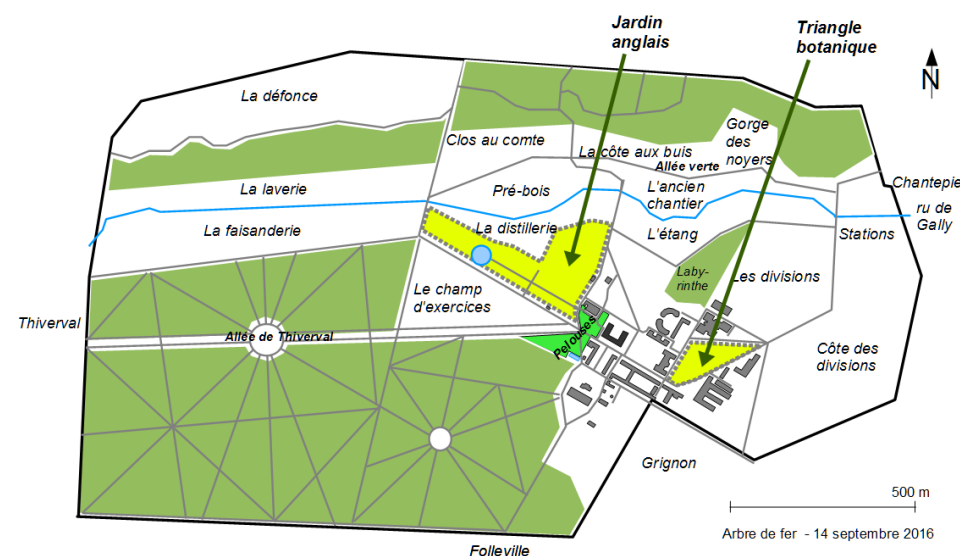 Jardin
anglais
Triangle
botanique
N
La défonce
Gorge
des
noyers
Clos au comte
La côte aux buis
Allée verte
Chantepie
La laverie
Pré-bois
L'ancien
chantier
ru de
Gally
La faisanderie
La distillerie
L'étang
Stations
Laby-
rinthe
Les divisions
Le champ
d'exercices
Thiverval
Allée de Thiverval
Pelouses
Côte des
divisions
Grignon
500 m
Arbre de fer - 14 septembre 2016
Folleville